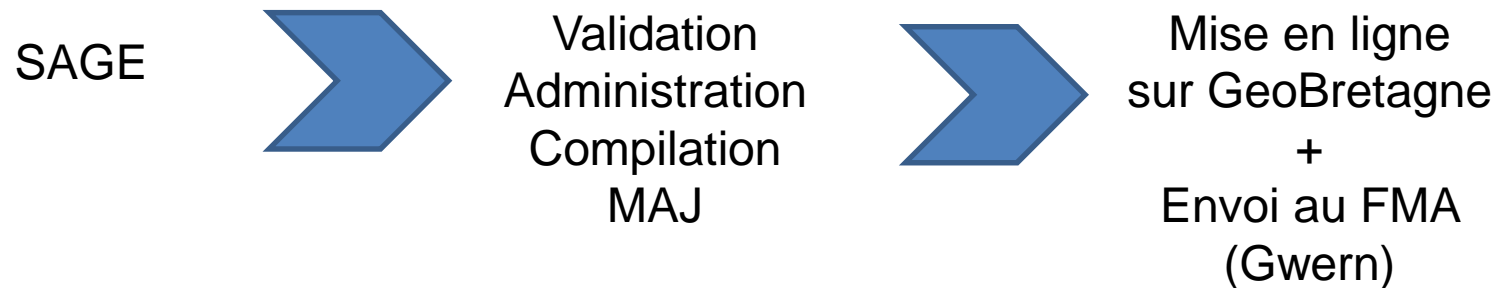 SAGE
Validation
Administration
Compilation
MAJ
Mise en ligne
sur GeoBretagne
+
Envoi au FMA
(Gwern)